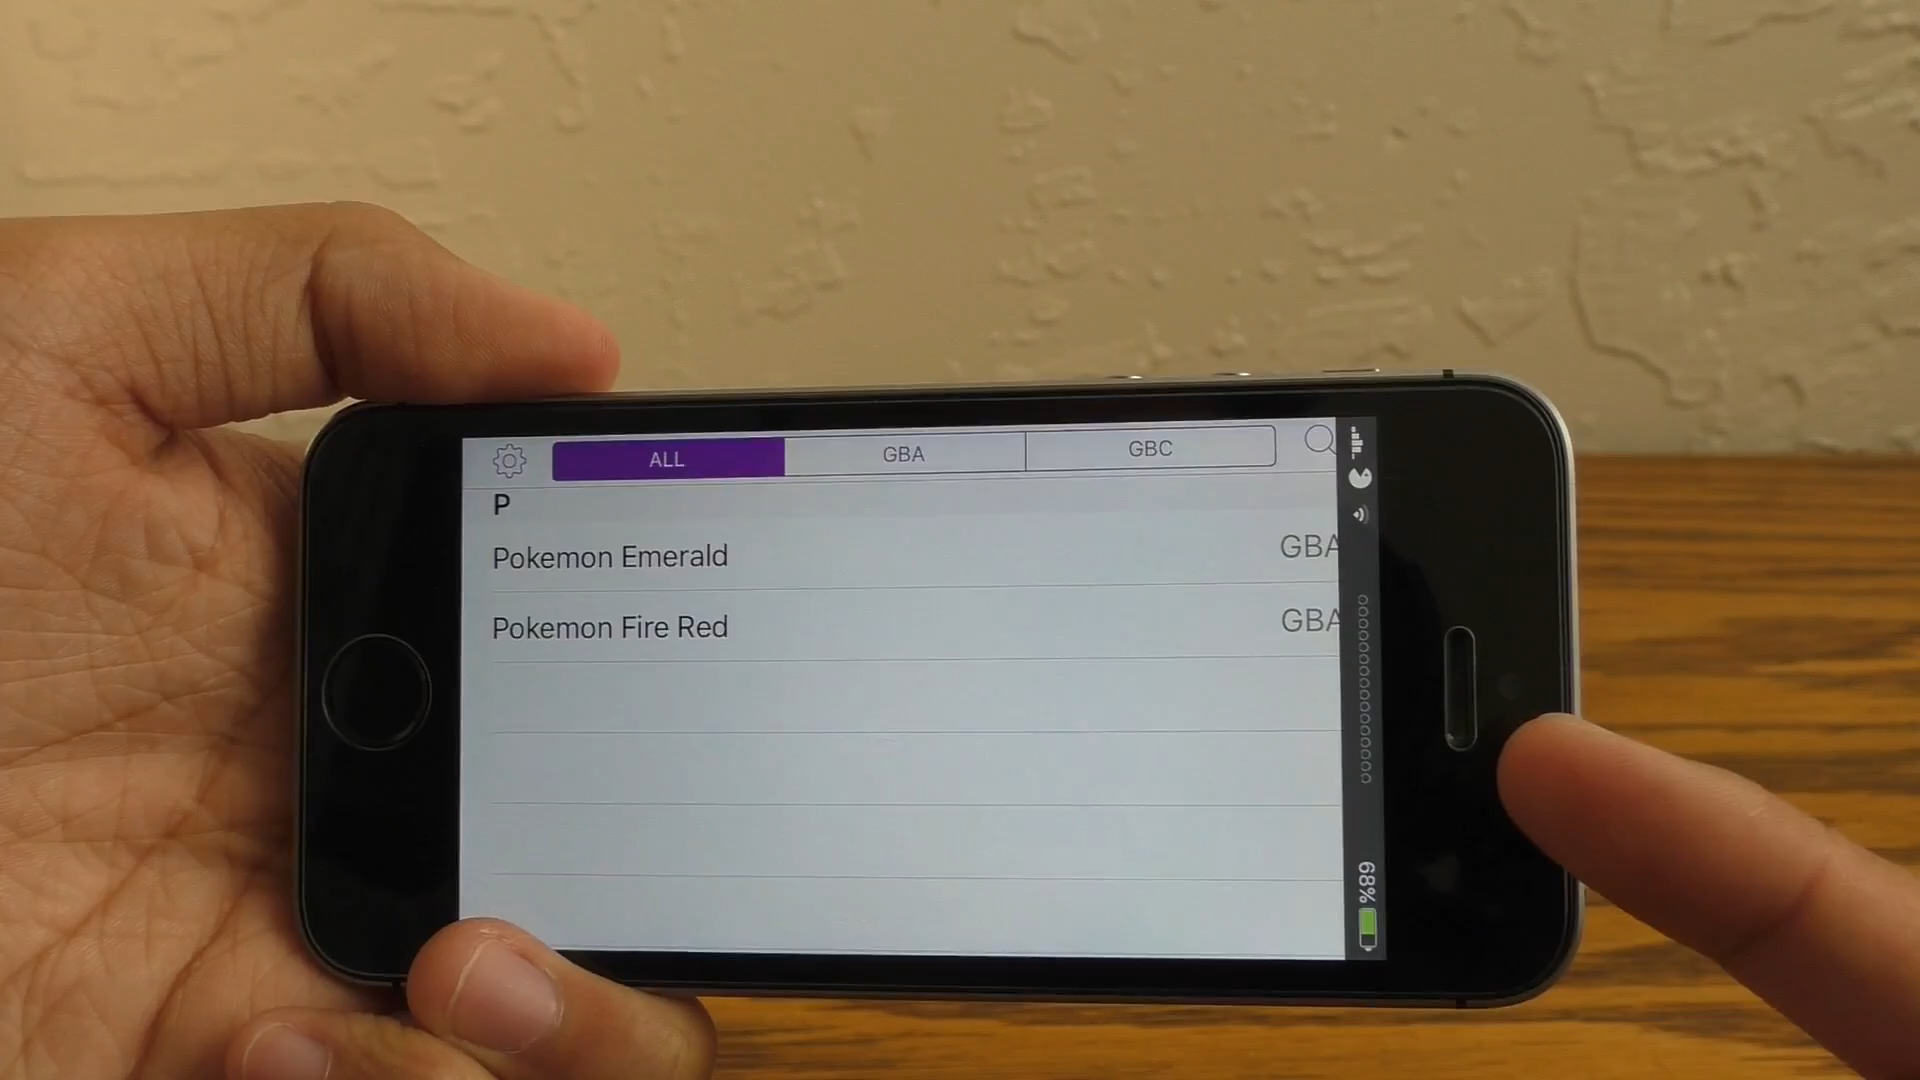 ALL GBA GBC
P
Pokemon Emerald GBA
Pokemon Fire Red GBA
68%